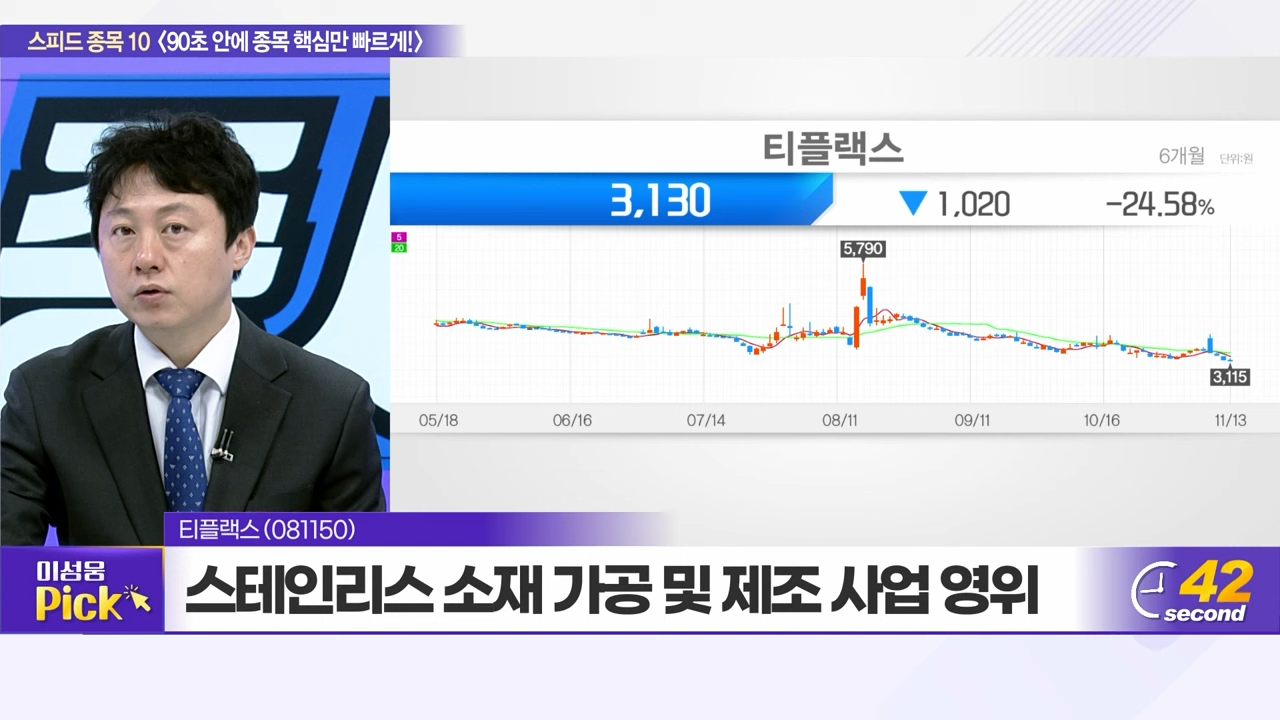 스피드 종목 10 〈90초 안에 종목 핵심만 빠르게!〉
티플랙스
6개월 단위:원
3,130 ▼ 1,020 -24.58%
5
20
5,790
3,115
05/18 06/16 07/14 08/11 09/11 10/16 11/13
티플랙스(081150)
이성웅
Pick
스테인리스 소재 가공 및 제조 사업 영위
42
second